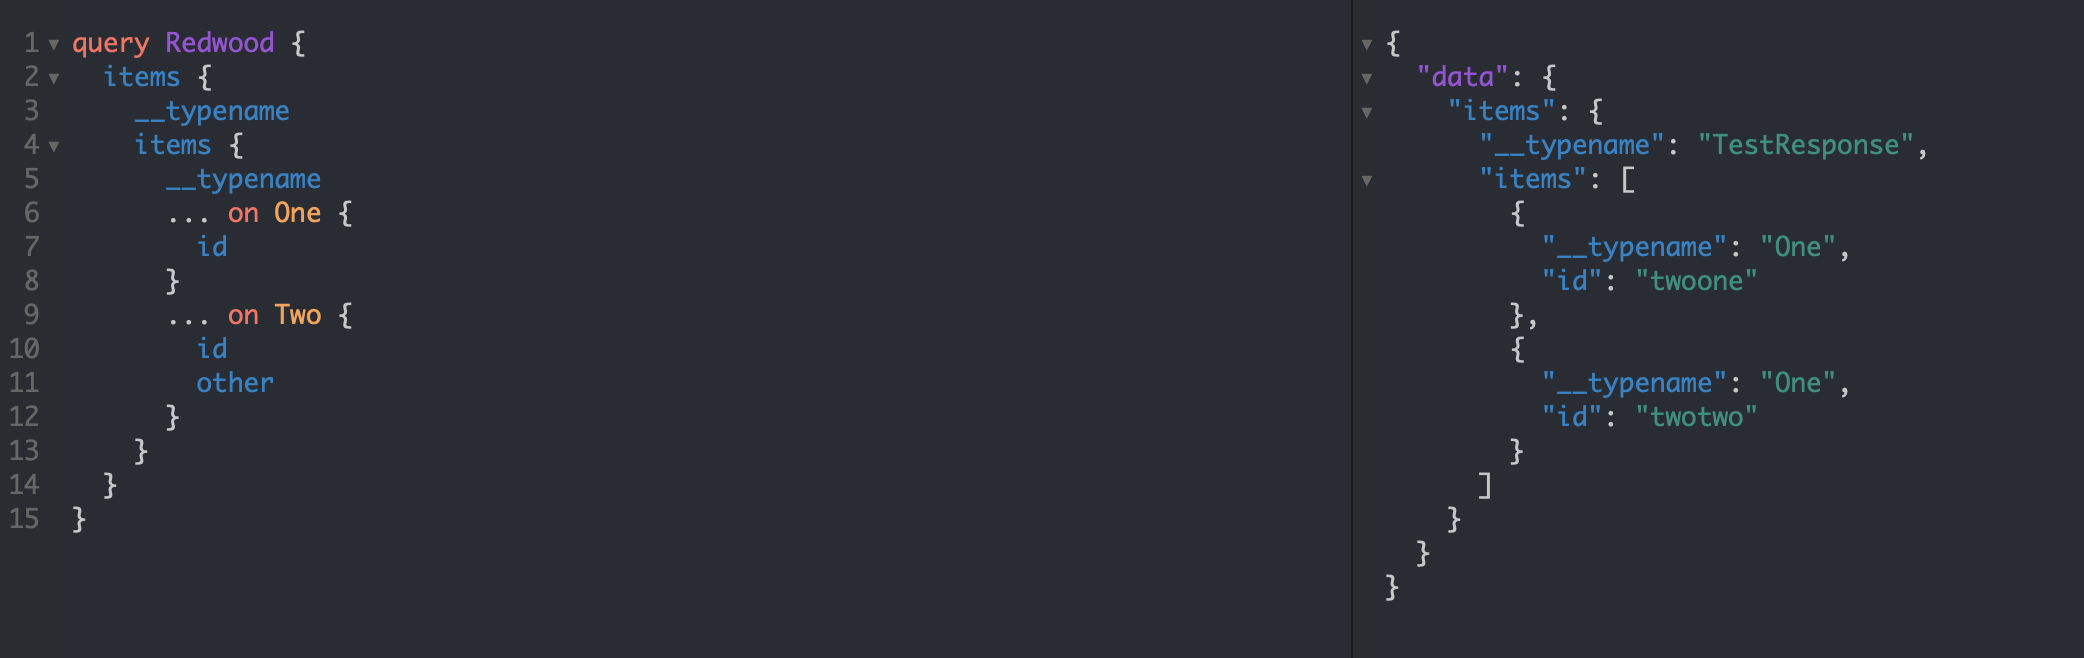 1 query Redwood {
2 items {
3 __typename
4 items {
5 __typename
6 ... on One {
7 id
8 }
9 ... on Two {
10 id
11 other
12 }
13 }
14 }
15 }
{
"data": {
"items": {
"__typename": "TestResponse",
"items": [
{
"__typename": "One",
"id": "twoone"
},
{
"__typename": "One",
"id": "twotwo"
}
]
}
}
}